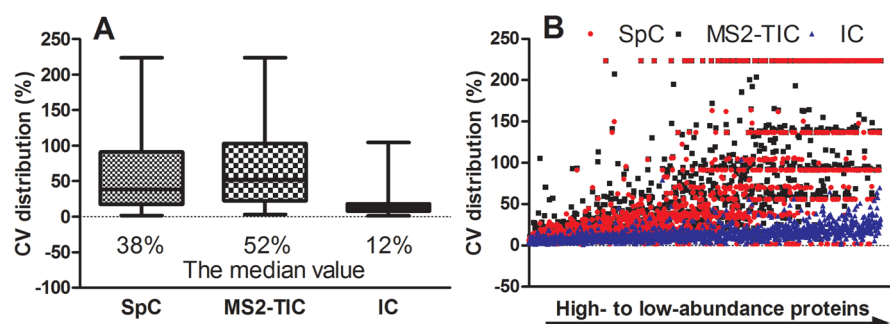 A
CV distribution (%)
250
200
150
100
50
0
-50
-100
38% 52% 12%
The median value
SpC MS2-TIC IC
B SpC MS2-TIC IC
CV distribution (%)
250
200
150
100
50
0
-50
High- to low-abundance proteins